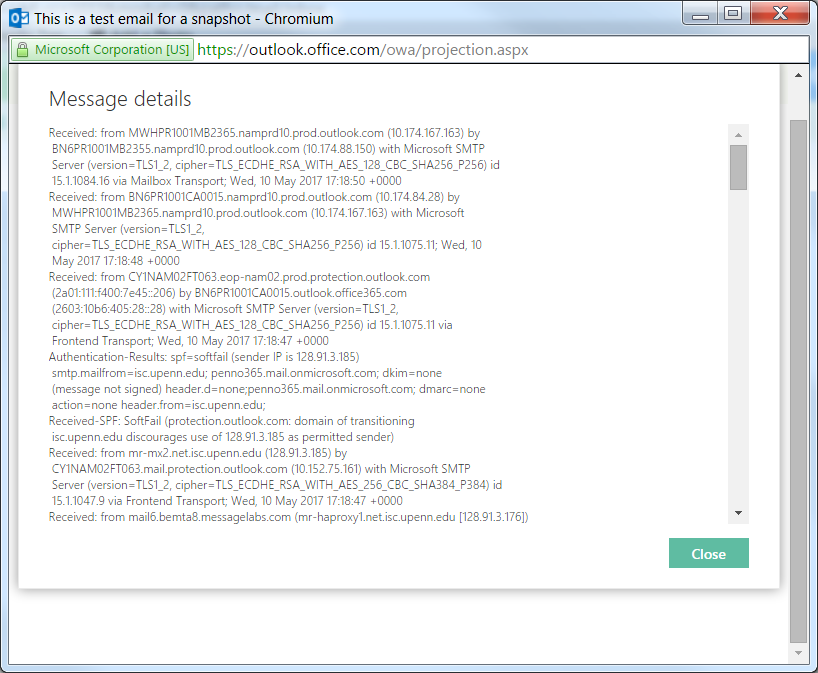 This is a test email for a snapshot - Chromium
Microsoft Corporation [US] https://outlook.office.com/owa/projection.aspx
Message details
Received: from MWHPR1001MB2365.namprd10.prod.outlook.com (10.174.167.163) by
BN6PR1001MB2355.namprd10.prod.outlook.com (10.174.88.150) with Microsoft SMTP
Server (version=TLS1_2, cipher=TLS_ECDHE_RSA_WITH_AES_128_CBC_SHA256_P256) id
15.1.1084.16 via Mailbox Transport; Wed, 10 May 2017 17:18:50 +0000
Received: from BN6PR1001CA0015.namprd10.prod.outlook.com (10.174.84.28) by
MWHPR1001MB2365.namprd10.prod.outlook.com (10.174.167.163) with Microsoft
SMTP Server (version=TLS1_2,
cipher=TLS_ECDHE_RSA_WITH_AES_128_CBC_SHA256_P256) id 15.1.1075.11; Wed, 10
May 2017 17:18:48 +0000
Received: from CY1NAM02FT063.eop-nam02.prod.protection.outlook.com
(2a01:111:f400:7e45::206) by BN6PR1001CA0015.outlook.office365.com
(2603:10b6:405:28::28) with Microsoft SMTP Server (version=TLS1_2,
cipher=TLS_ECDHE_RSA_WITH_AES_128_CBC_SHA256_P256) id 15.1.1075.11 via
Frontend Transport; Wed, 10 May 2017 17:18:47 +0000
Authentication-Results: spf=softfail (sender IP is 128.91.3.185)
smtp.mailfrom=isc.upenn.edu; penno365.mail.onmicrosoft.com; dkim=none
(message not signed) header.d=none;penno365.mail.onmicrosoft.com; dmarc=none
action=none header.from=isc.upenn.edu;
Received-SPF: SoftFail (protection.outlook.com: domain of transitioning
isc.upenn.edu discourages use of 128.91.3.185 as permitted sender)
Received: from mr-mx2.net.isc.upenn.edu (128.91.3.185) by
CY1NAM02FT063.mail.protection.outlook.com (10.152.75.161) with Microsoft SMTP
Server (version=TLS1_2, cipher=TLS_ECDHE_RSA_WITH_AES_256_CBC_SHA384_P384) id
15.1.1047.9 via Frontend Transport; Wed, 10 May 2017 17:18:47 +0000
Received: from mail6.bemta8.messagelabs.com (mr-haproxy1.net.isc.upenn.edu [128.91.3.176])
Close